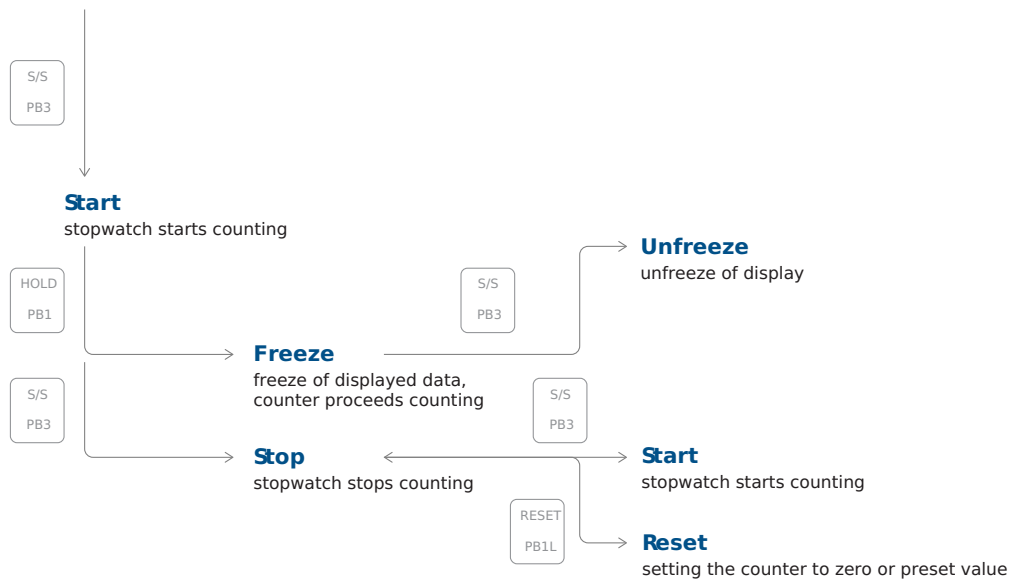 S/S
PB3
Start
stopwatch starts counting
HOLD
PB1
S/S
PB3
Unfreeze
unfreeze of display
Freeze
freeze of displayed data,
counter proceeds counting
S/S
PB3
S/S
PB3
Stop
stopwatch stops counting
Start
stopwatch starts counting
RESET
PB1L
Reset
setting the counter to zero or preset value